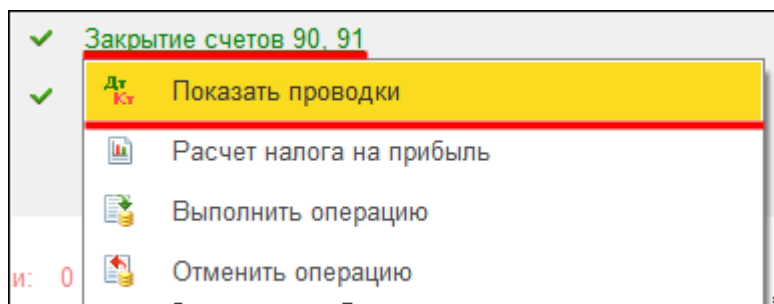 Закрытие счетов 90, 91
Дт Кт Показать проводки
Расчет налога на прибыль
Выполнить операцию
и: 0 Отменить операцию